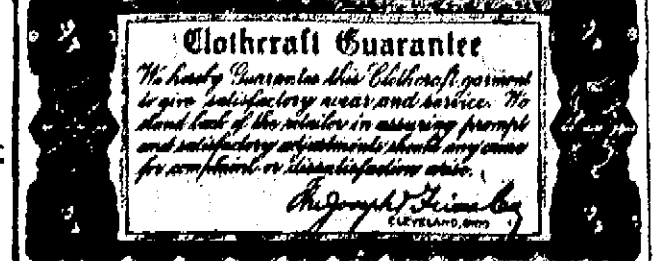 Clothcraft Guarantee
We hereby Guarantee this Clothcraft garment
to give satisfactory wear and service. We
stand back of the retailer in assuring prompt
and satisfactory adjustments should any cause
for complaint or dissatisfaction arise.
The Joseph & Feiss Co
CLEVELAND, OHIO